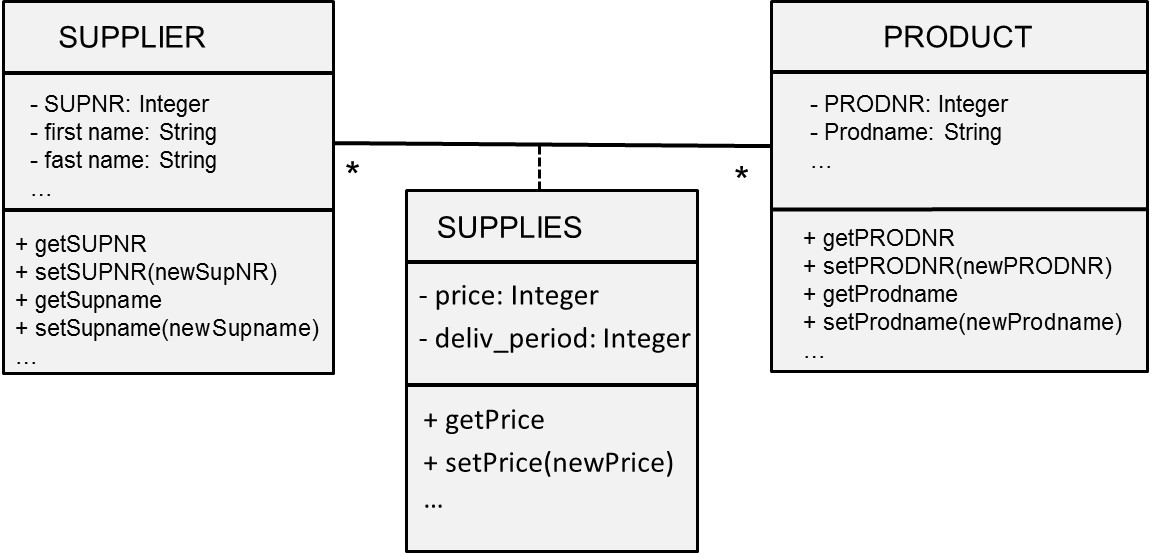 SUPPLIER
- SUPNR: Integer
- first name: String
- fast name: String
...
+ getSUPNR
+ setSUPNR(newSupNR)
+ getSupname
+ setSupname(newSupname)
...
*
*
PRODUCT
- PRODNR: Integer
- Prodname: String
...
+ getPRODNR
+ setPRODNR(newPRODNR)
+ getProdname
+ setProdname(newProdname)
...
SUPPLIES
- price: Integer
- deliv_period: Integer
+ getPrice
+ setPrice(newPrice)
...